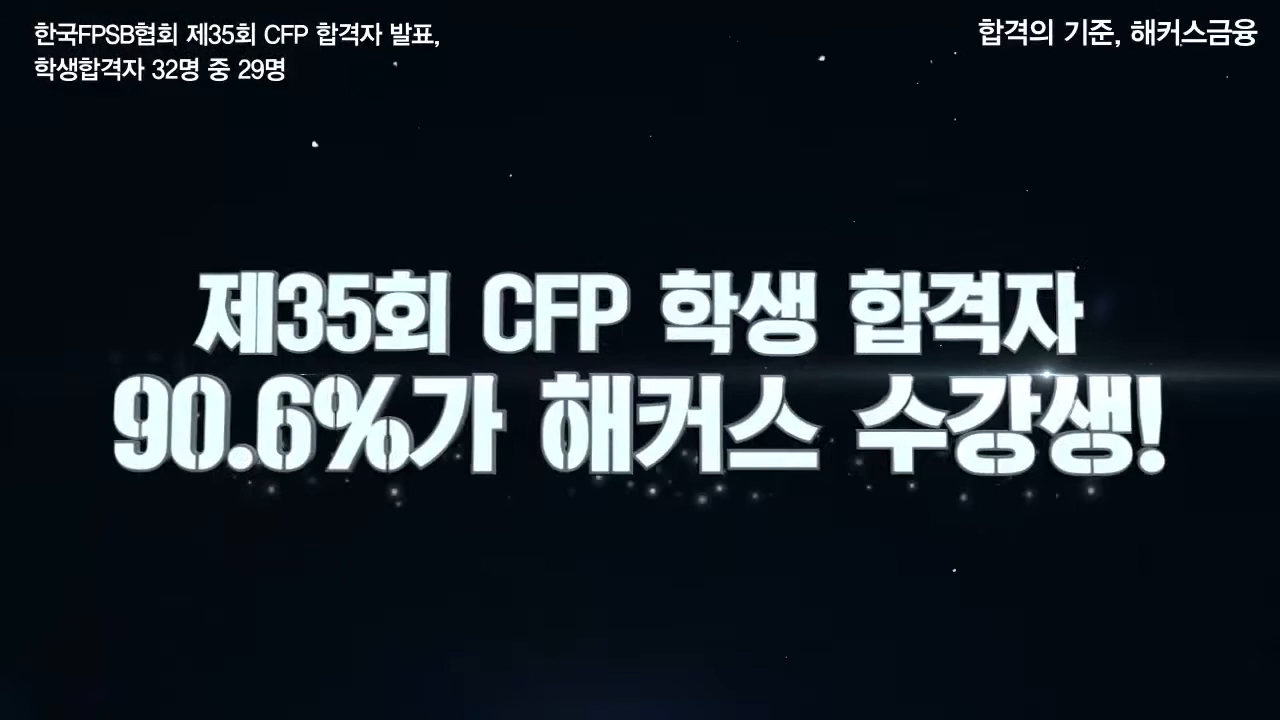 한국FPSB협회 제35회 CFP 합격자 발표,
학생합격자 32명 중 29명
합격의 기준, 해커스금융
제35회 CFP 학생 합격자
90.6%가 해커스 수강생!